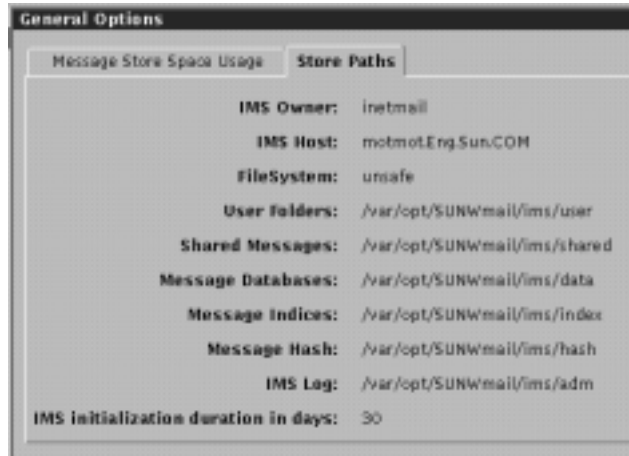 General Options
Message Store Space Usage Store Paths
IMS Owner: inetmail
IMS Host: motmot.Eng.Sun.COM
FileSystem: unsafe
User Folders: /var/opt/SUNWmail/ims/user
Shared Messages: /var/opt/SUNWmail/ims/shared
Message Databases: /var/opt/SUNWmail/ims/data
Message Indices: /var/opt/SUNWmail/ims/index
Message Hash: /var/opt/SUNWmail/ims/hash
IMS Log: /var/opt/SUNWmail/ims/adm
IMS initialization duration in days: 30